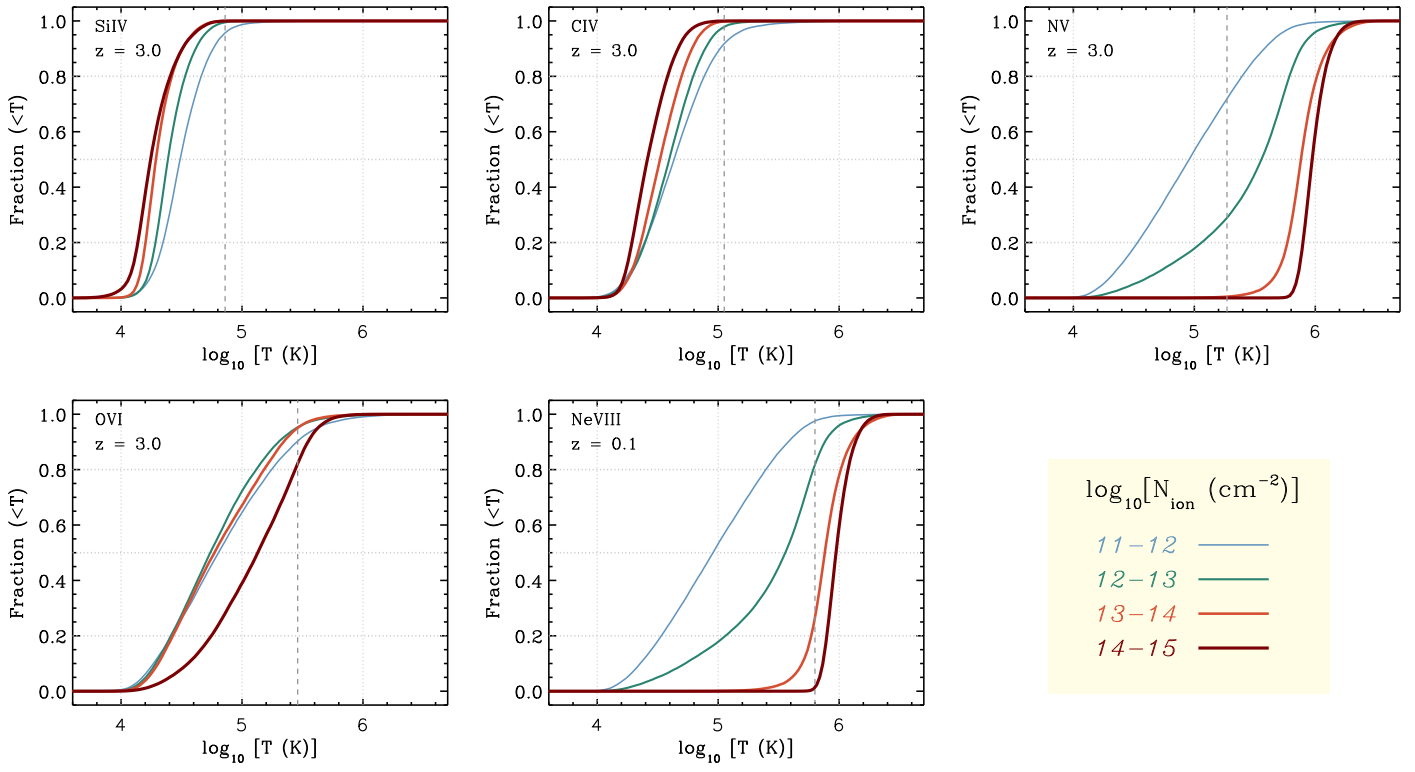 SiIV
z = 3.0
Fraction (<T)
1.0
0.8
0.6
0.4
0.2
0.0
4 5 6
log₁₀ [T (K)]
CIV
z = 3.0
Fraction (<T)
1.0
0.8
0.6
0.4
0.2
0.0
4 5 6
log₁₀ [T (K)]
NV
z = 3.0
Fraction (<T)
1.0
0.8
0.6
0.4
0.2
0.0
4 5 6
log₁₀ [T (K)]
OVI
z = 3.0
Fraction (<T)
1.0
0.8
0.6
0.4
0.2
0.0
4 5 6
log₁₀ [T (K)]
NeVIII
z = 0.1
Fraction (<T)
1.0
0.8
0.6
0.4
0.2
0.0
4 5 6
log₁₀ [T (K)]
log₁₀[N_ion (cm⁻²)]
11−12
12−13
13−14
14−15